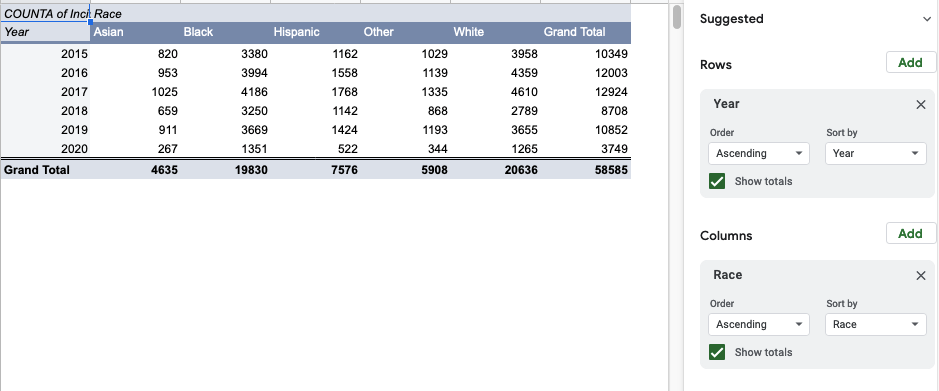 COUNTA of Inci Race
Year Asian Black Hispanic Other White Grand Total
2015 820 3380 1162 1029 3958 10349
2016 953 3994 1558 1139 4359 12003
2017 1025 4186 1768 1335 4610 12924
2018 659 3250 1142 868 2789 8708
2019 911 3669 1424 1193 3655 10852
2020 267 1351 522 344 1265 3749
Grand Total 4635 19830 7576 5908 20636 58585
Suggested
Rows Add
Year
Order Sort by
Ascending Year
Show totals
Columns Add
Race
Order Sort by
Ascending Race
Show totals